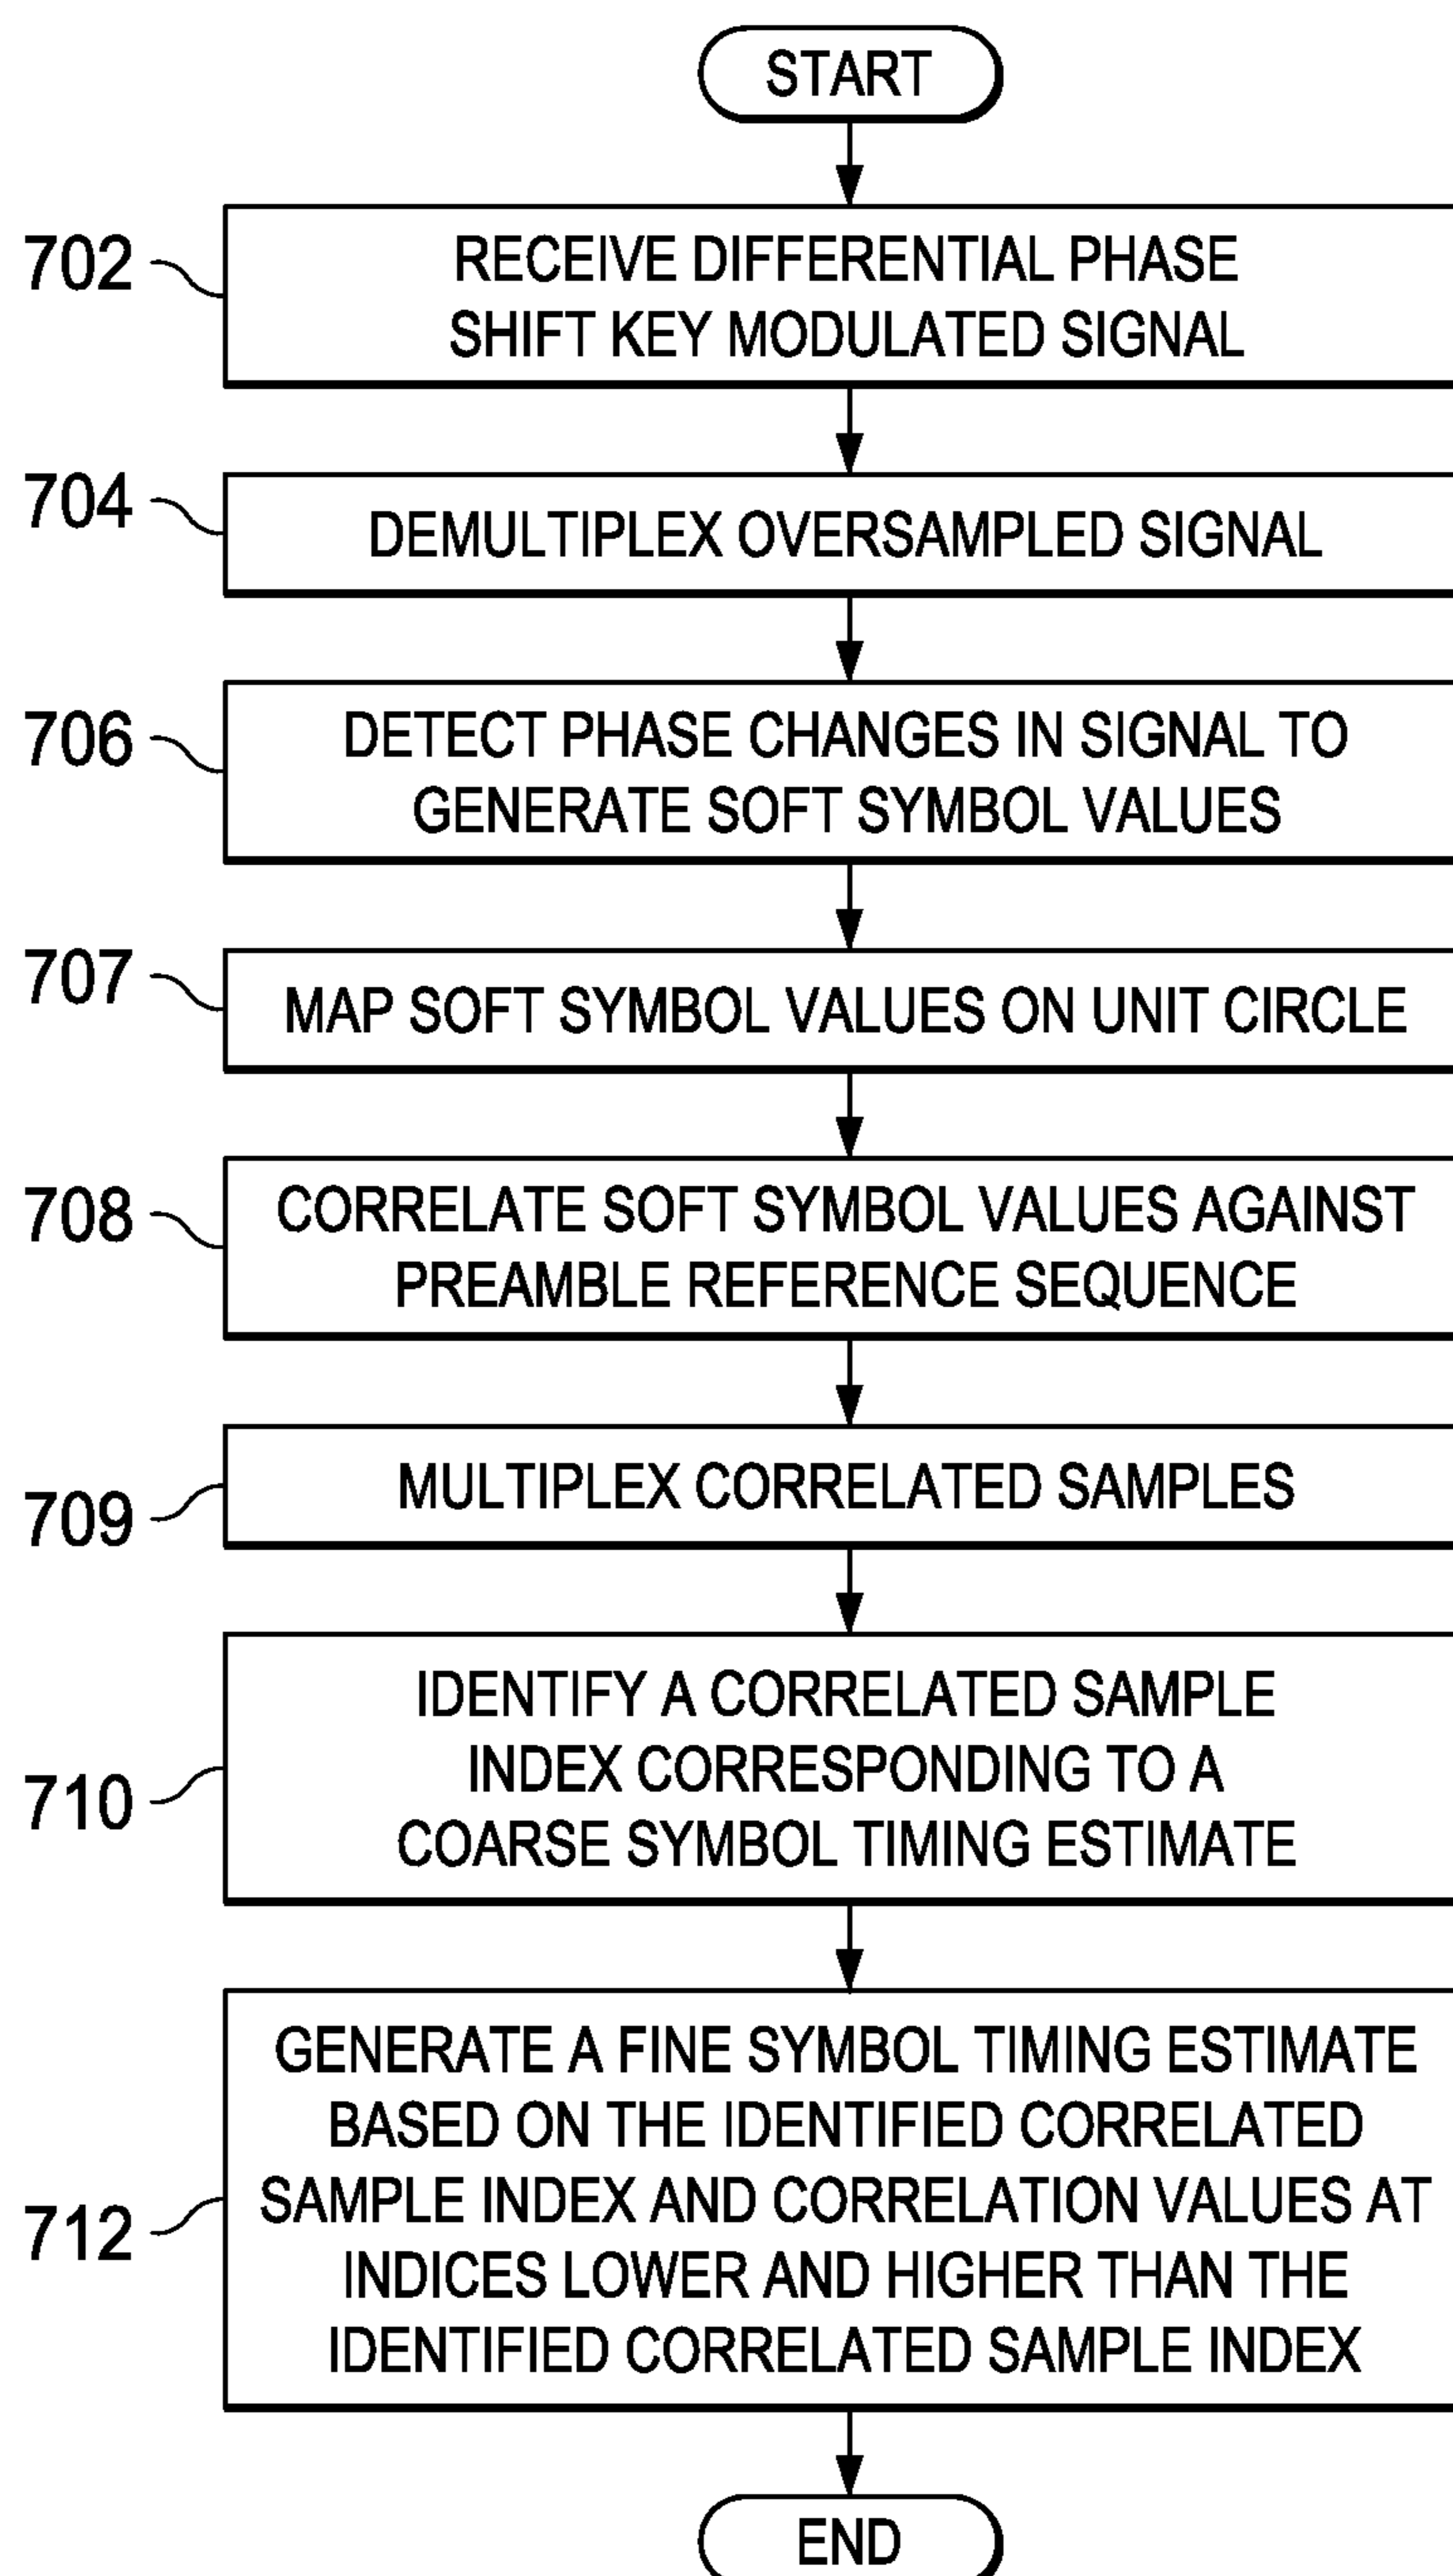 START
702
RECEIVE DIFFERENTIAL PHASE
SHIFT KEY MODULATED SIGNAL
704
DEMULTIPLEX OVERSAMPLED SIGNAL
706
DETECT PHASE CHANGES IN SIGNAL TO
GENERATE SOFT SYMBOL VALUES
707
MAP SOFT SYMBOL VALUES ON UNIT CIRCLE
708
CORRELATE SOFT SYMBOL VALUES AGAINST
PREAMBLE REFERENCE SEQUENCE
709
MULTIPLEX CORRELATED SAMPLES
710
IDENTIFY A CORRELATED SAMPLE
INDEX CORRESPONDING TO A
COARSE SYMBOL TIMING ESTIMATE
712
GENERATE A FINE SYMBOL TIMING ESTIMATE
BASED ON THE IDENTIFIED CORRELATED
SAMPLE INDEX AND CORRELATION VALUES AT
INDICES LOWER AND HIGHER THAN THE
IDENTIFIED CORRELATED SAMPLE INDEX
END